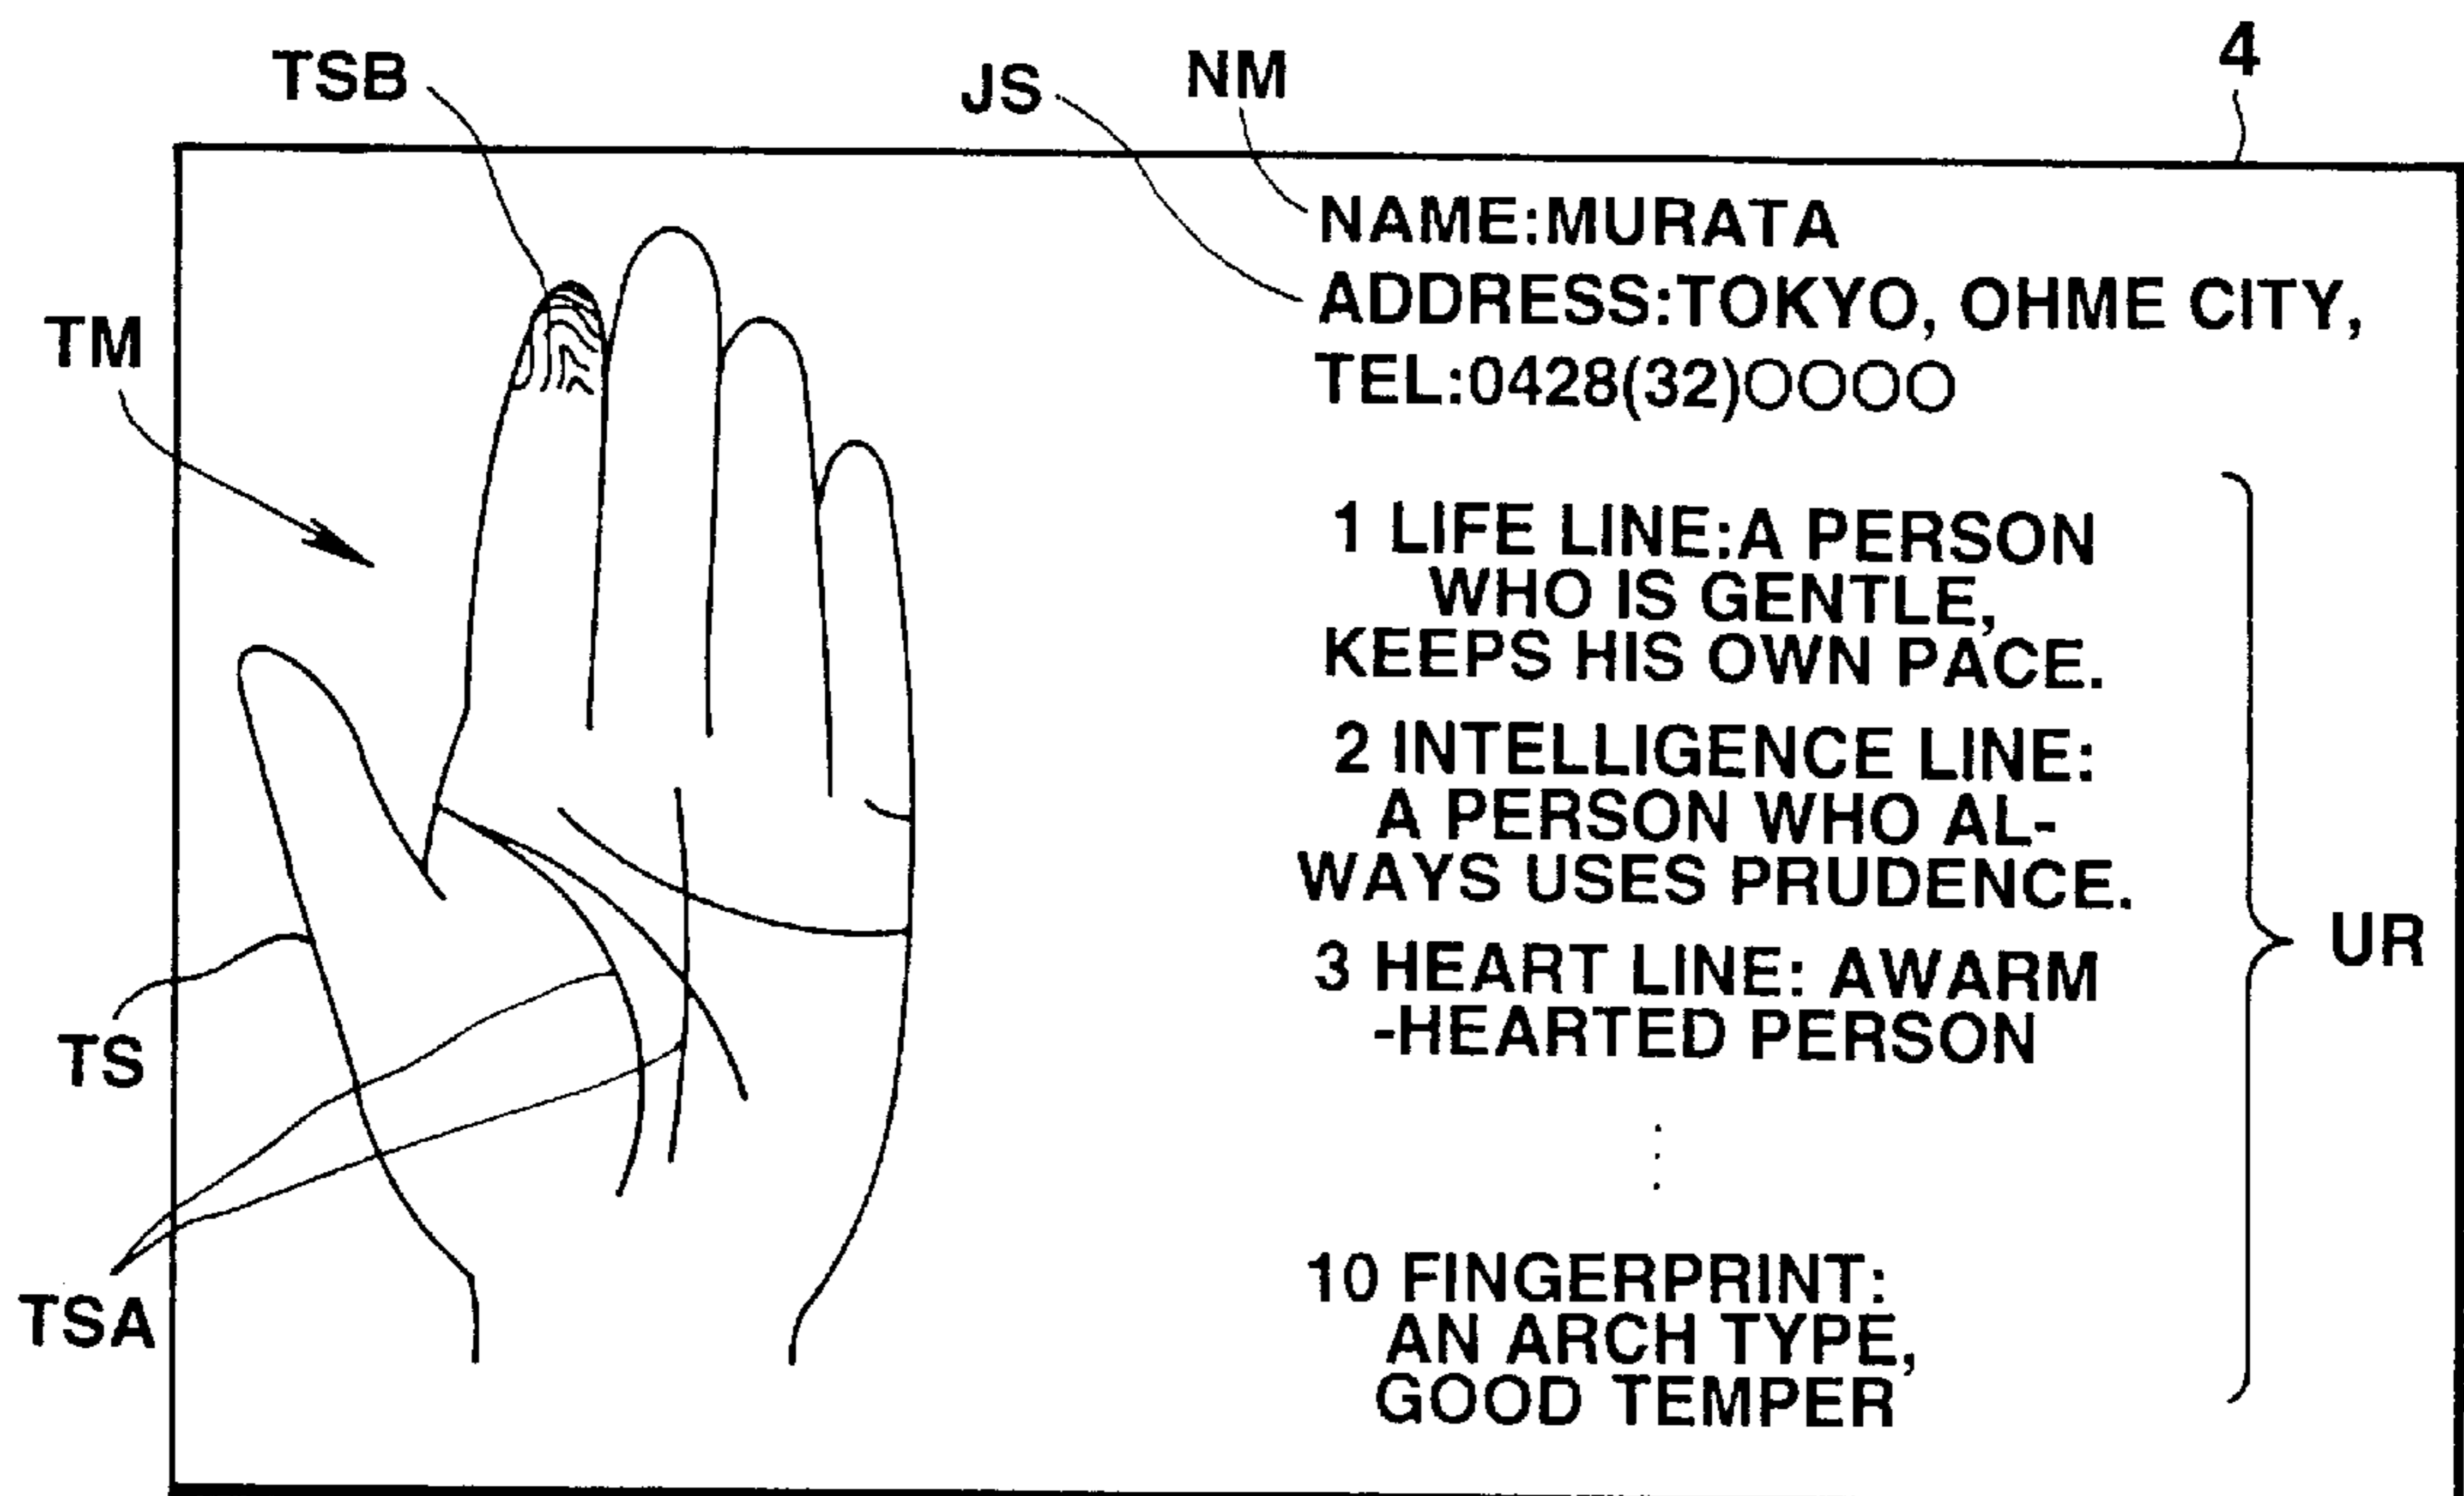 TSB
JS
NM
4
TM
NAME:MURATA
ADDRESS:TOKYO, OHME CITY,
TEL:0428(32)○○○○
1 LIFE LINE:A PERSON
WHO IS GENTLE,
KEEPS HIS OWN PACE.
2 INTELLIGENCE LINE:
A PERSON WHO AL-
WAYS USES PRUDENCE.
3 HEART LINE: AWARM
-HEARTED PERSON
UR
TS
TSA
10 FINGERPRINT:
AN ARCH TYPE,
GOOD TEMPER